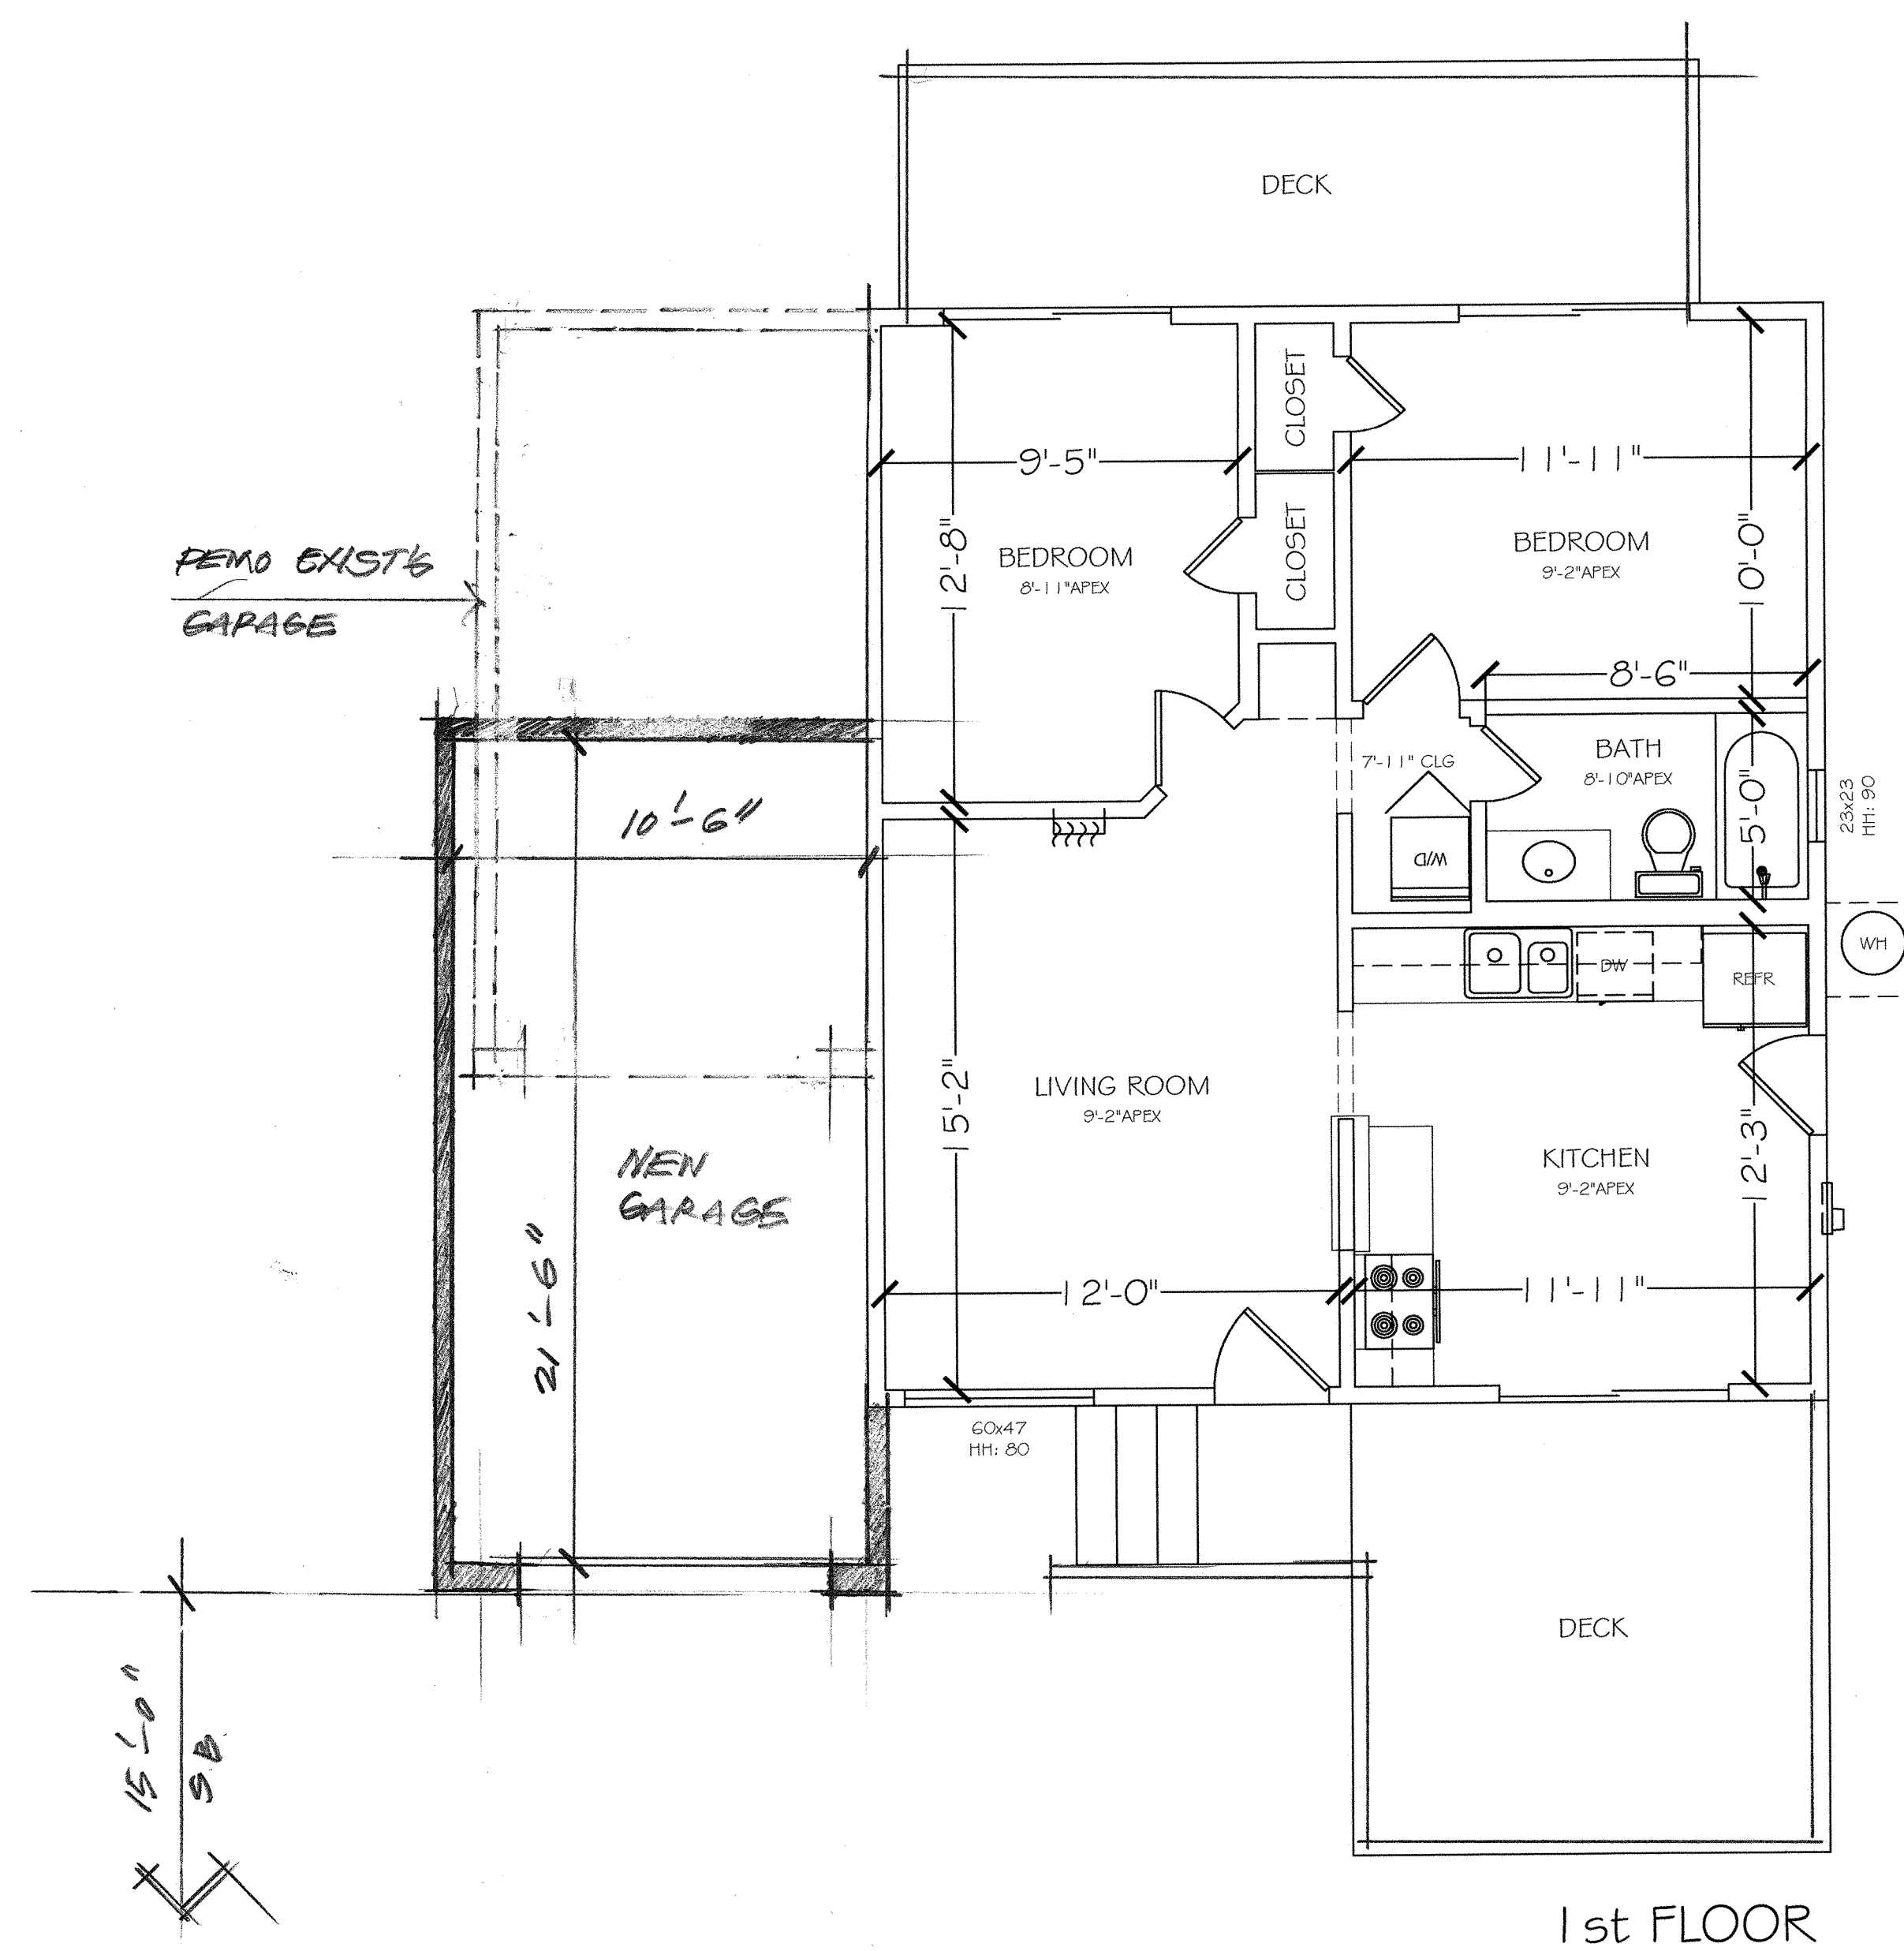 DECK
CLOSET
9'-5"
11'-11"
CLOSET
12'-8"
10'-0"
BEDROOM
8'-11"APEX
BEDROOM
9'-2"APEX
DEMO EXIST'G
GARAGE
8'-6"
BATH
8'-10"APEX
7'-11" CLG
5'-0"
23x23
HH: 90
10'-6"
W/D
WH
DW
REFR
LIVING ROOM
9'-2"APEX
15'-2"
KITCHEN
9'-2"APEX
12'-3"
NEW
GARAGE
21'-6"
12'-0"
11'-11"
60x47
HH: 80
DECK
15'-0"
S.B.
1st FLOOR